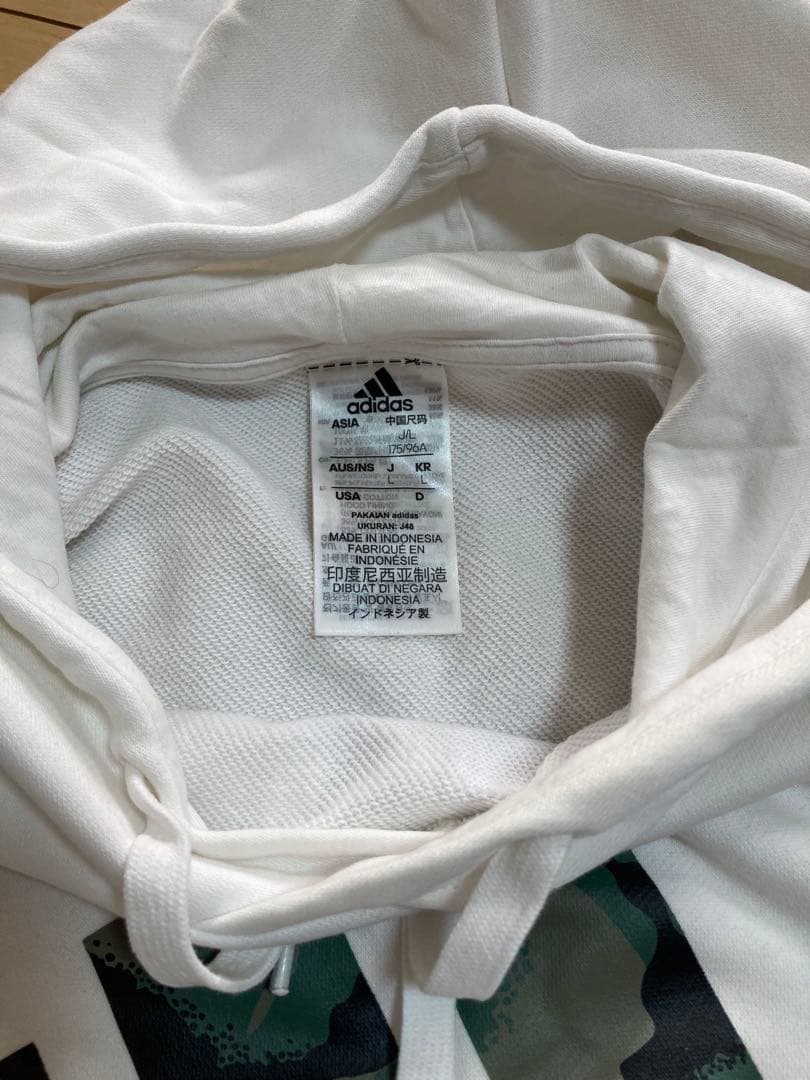 adidas
ASIA 中国尺码
J/L
175/96A
AUS/NS J KR
L L
USA D
PAKAIAN adidas
UKURAN: J48
MADE IN INDONESIA
FABRIQUÉ EN
INDONÉSIE
印度尼西亚制造
DIBUAT DI NEGARA
INDONESIA
インドネシア製